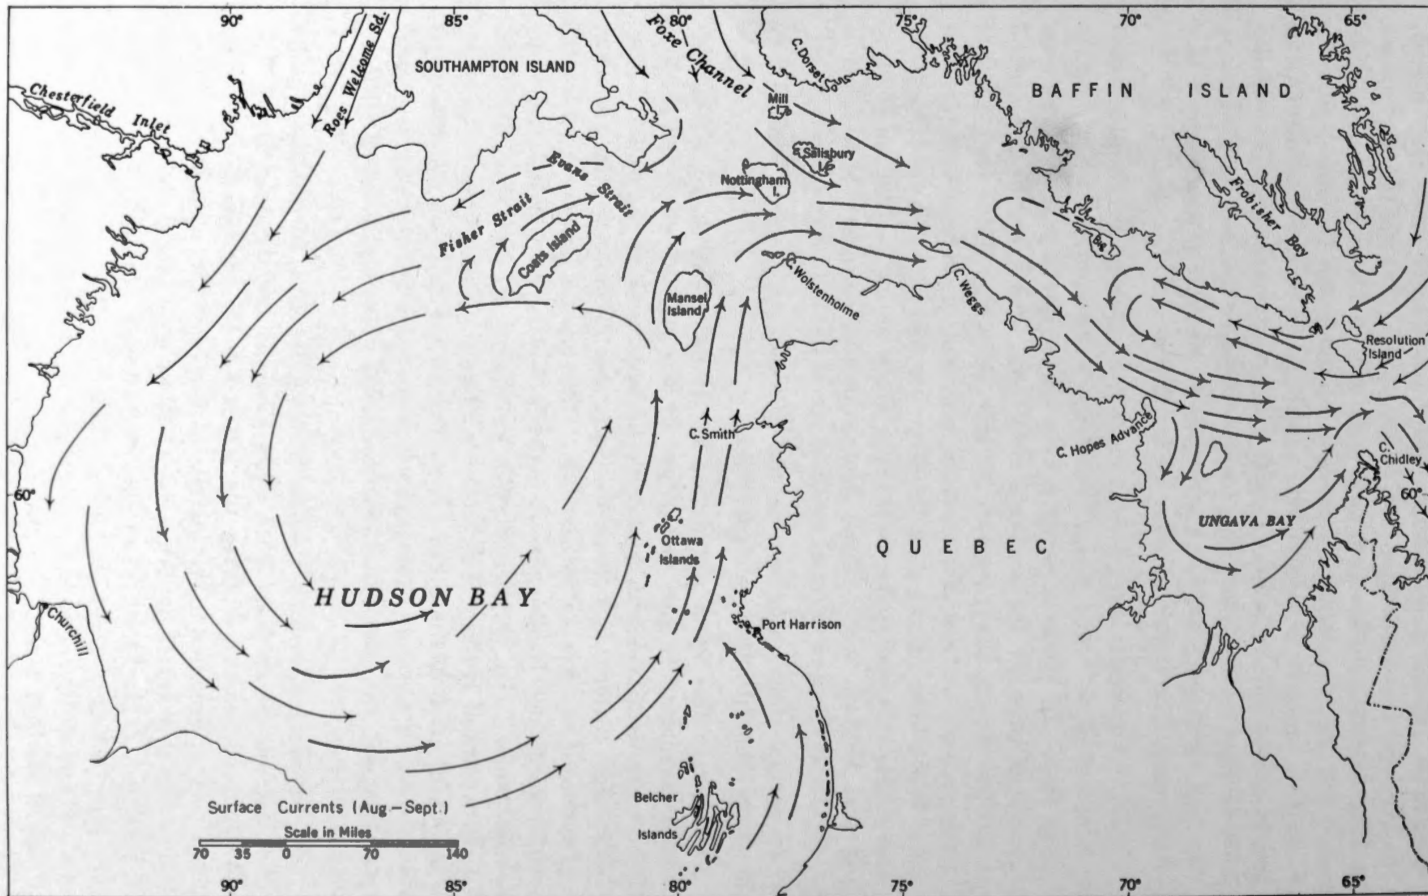 90° 85° 80° 75° 70° 65°
Roes Welcome Sd.
Chesterfield Inlet
SOUTHAMPTON ISLAND
Foxe Channel
C. Dorset
Mill I.
BAFFIN ISLAND
Salisbury I.
Nottingham I.
Evans Strait
Fisher Strait
Coats Island
Frobisher Bay
Big I.
Mansel Island
C. Wolstenholme
C. Weggs
Resolution Island
C. Smith
C. Hopes Advance
C. Chidley
60° 60°
UNGAVA BAY
Ottawa Islands
QUEBEC
HUDSON BAY
Churchill
Port Harrison
Belcher Islands
Surface Currents (Aug-Sept.)
Scale in Miles
70 35 0 70 140
90° 85° 80° 75° 70° 65°